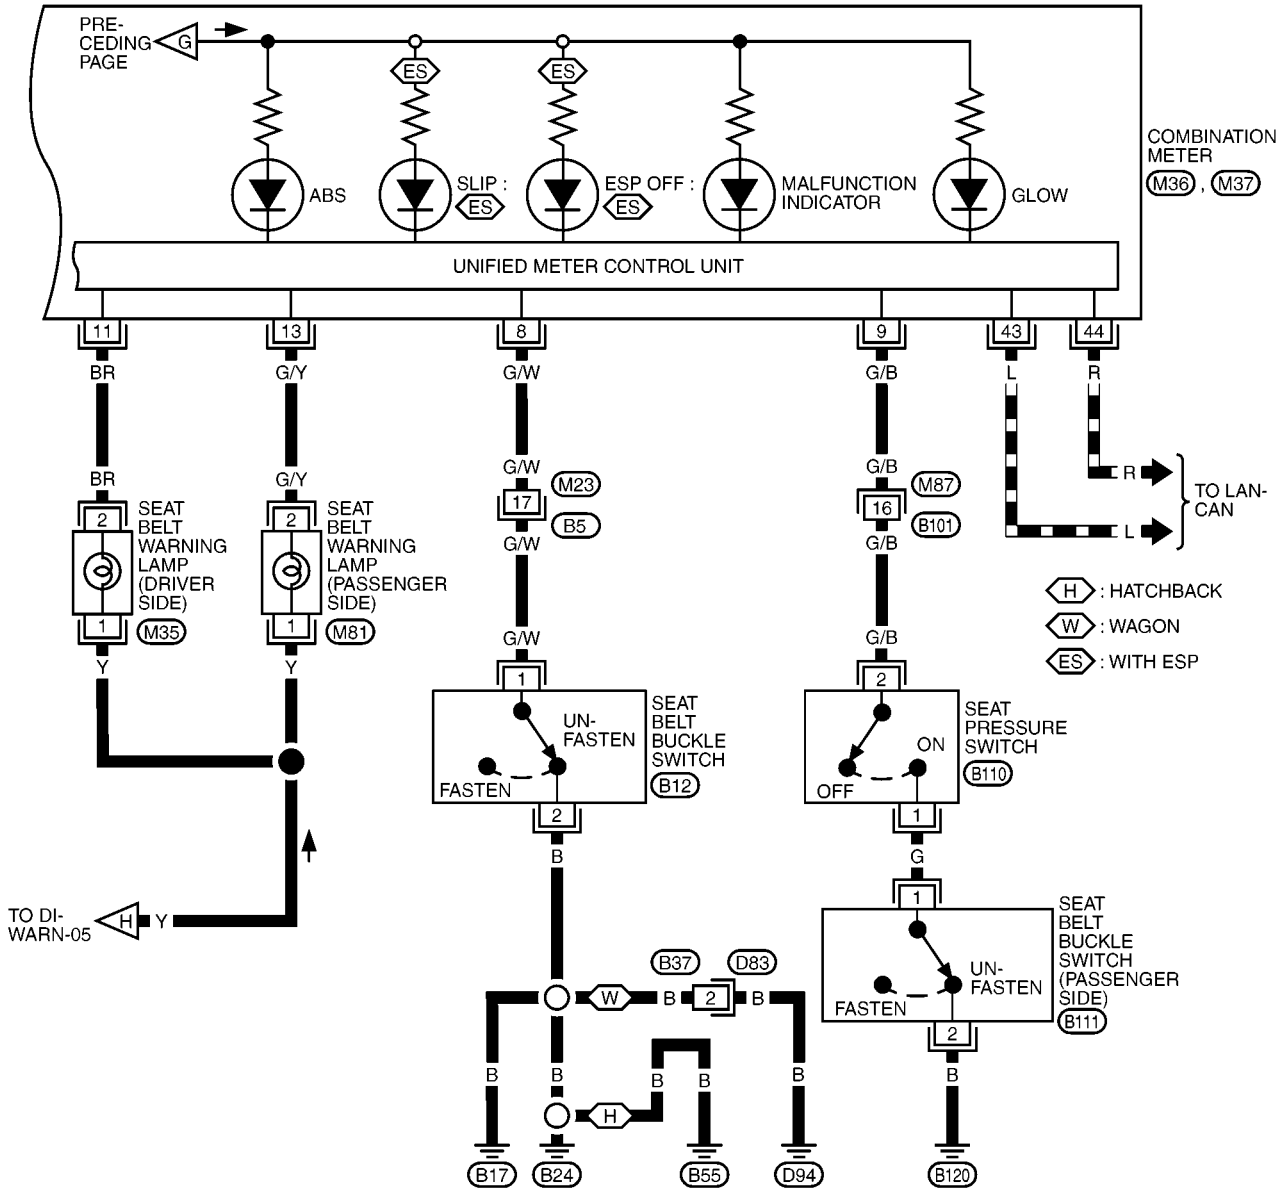 PRE-
CEDING
PAGE
G
ES
ES
ABS
SLIP :
ES
ESP OFF :
ES
MALFUNCTION
INDICATOR
GLOW
COMBINATION
METER
M36 , M37
UNIFIED METER CONTROL UNIT
11
13
8
9
43
44
BR
G/Y
G/W
G/B
L
R
BR
G/Y
G/W
G/B
R
L
TO LAN-
CAN
17
M23
B5
16
M87
B101
G/W
G/B
2
SEAT
BELT
WARNING
LAMP
(DRIVER
SIDE)
1
M35
2
SEAT
BELT
WARNING
LAMP
(PASSENGER
SIDE)
1
M81
H : HATCHBACK
W : WAGON
ES : WITH ESP
Y
Y
G/W
G/B
1
UN-
FASTEN
FASTEN
SEAT
BELT
BUCKLE
SWITCH
B12
2
2
ON
OFF
SEAT
PRESSURE
SWITCH
B110
1
B
G
1
UN-
FASTEN
FASTEN
SEAT
BELT
BUCKLE
SWITCH
(PASSENGER
SIDE)
B111
2
TO DI-
WARN-05
H
Y
B37
D83
W
B
2
B
B
B
B
B
B
B
H
B17
B24
B55
D94
B120